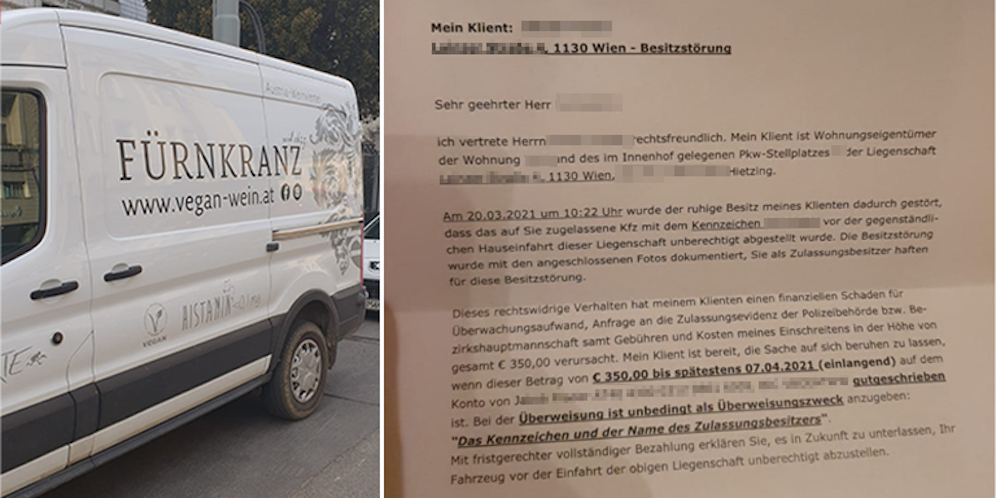 Austria-Weinviertel
FÜRNKRANZ
www.vegan-wein.at
VEGAN
HISTAMIN
Mein Klient:
, 1130 Wien - Besitzstörung
Sehr geehrter Herr
ich vertrete Herrn rechtsfreundlich. Mein Klient ist Wohnungseigentümer
der Wohnung und des im Innenhof gelegenen Pkw-Stellplatzes der Liegenschaft
, 1130 Wien, Hietzing.
Am 20.03.2021 um 10:22 Uhr wurde der ruhige Besitz meines Klienten dadurch gestört,
dass das auf Sie zugelassene Kfz mit dem Kennzeichen vor der gegenständli-
chen Hauseinfahrt dieser Liegenschaft unberechtigt abgestellt wurde. Die Besitzstörung
wurde mit den angeschlossenen Fotos dokumentiert, Sie als Zulassungsbesitzer haften
für diese Besitzstörung.
Dieses rechtswidrige Verhalten hat meinem Klienten einen finanziellen Schaden für
Überwachungsaufwand, Anfrage an die Zulassungsevidenz der Polizeibehörde bzw. Be-
zirkshauptmannschaft samt Gebühren und Kosten meines Einschreitens in der Höhe von
gesamt € 350,00 verursacht. Mein Klient ist bereit, die Sache auf sich beruhen zu lassen,
wenn dieser Betrag von € 350,00 bis spätestens 07.04.2021 (einlangend) auf dem
Konto von gutgeschrieben
ist. Bei der Überweisung ist unbedingt als Überweisungszweck anzugeben:
"Das Kennzeichen und der Name des Zulassungsbesitzers".
Mit fristgerechter vollständiger Bezahlung erklären Sie, es in Zukunft zu unterlassen, Ihr
Fahrzeug vor der Einfahrt der obigen Liegenschaft unberechtigt abzustellen.